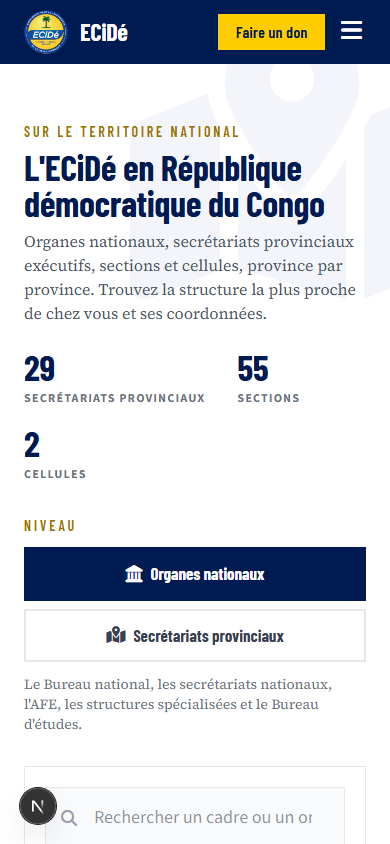 ECiDé
ECiDé
Faire un don
SUR LE TERRITOIRE NATIONAL
L'ECiDé en République
démocratique du Congo
Organes nationaux, secrétariats provinciaux
exécutifs, sections et cellules, province par
province. Trouvez la structure la plus proche
de chez vous et ses coordonnées.
29
55
SECRÉTARIATS PROVINCIAUX
SECTIONS
2
CELLULES
NIVEAU
Organes nationaux
Secrétariats provinciaux
Le Bureau national, les secrétariats nationaux,
l'AFE, les structures spécialisées et le Bureau
d'études.
N
Rechercher un cadre ou un or